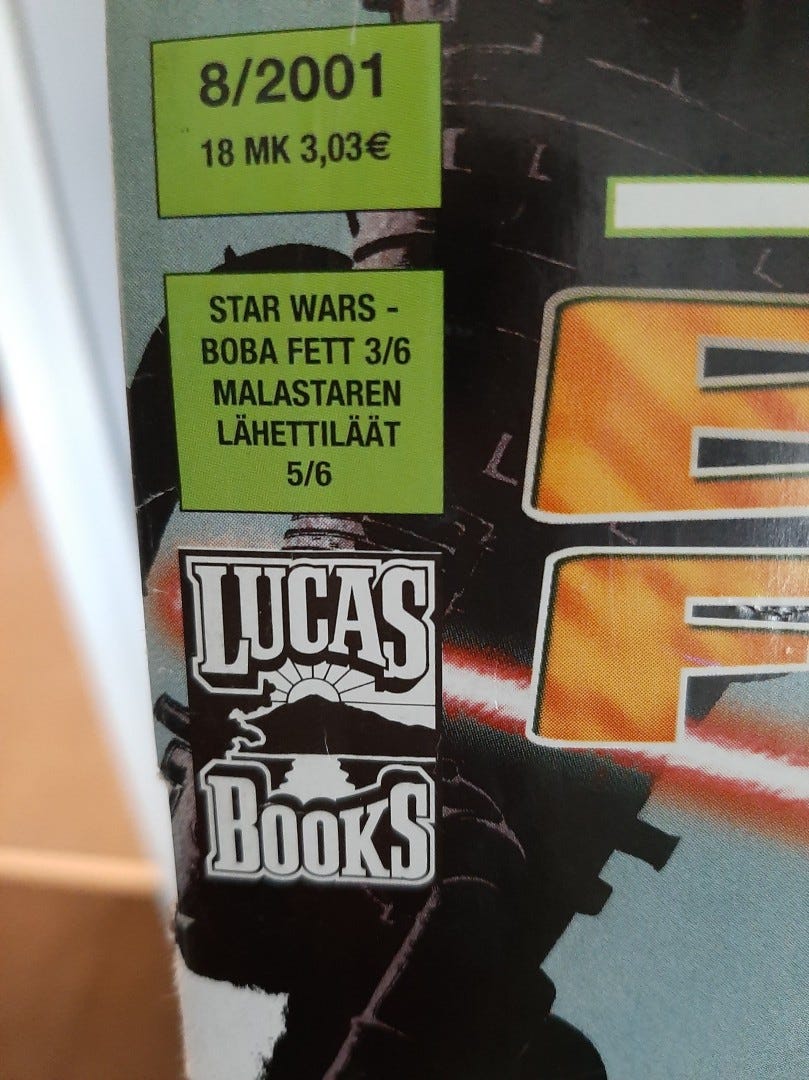 8/2001
18 MK 3,03€
STAR WARS -
BOBA FETT 3/6
MALASTAREN
LÄHETTILÄÄT
5/6
LUCAS
BOOKS